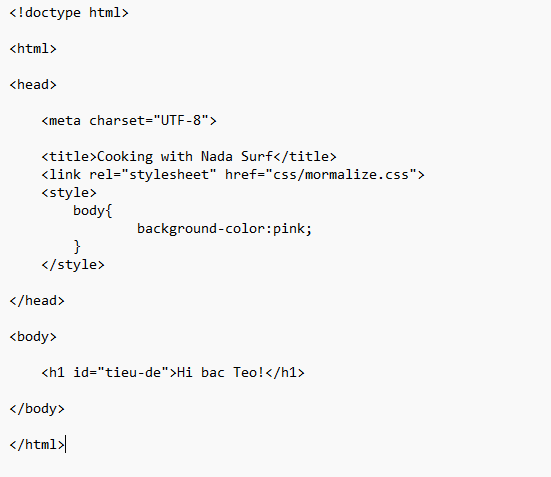 <!doctype html>
<html>
<head>
<meta charset="UTF-8">
<title>Cooking with Nada Surf</title>
<link rel="stylesheet" href="css/mormalize.css">
<style>
body{
background-color:pink;
}
</style>
</head>
<body>
<h1 id="tieu-de">Hi bac Teo!</h1>
</body>
</html>